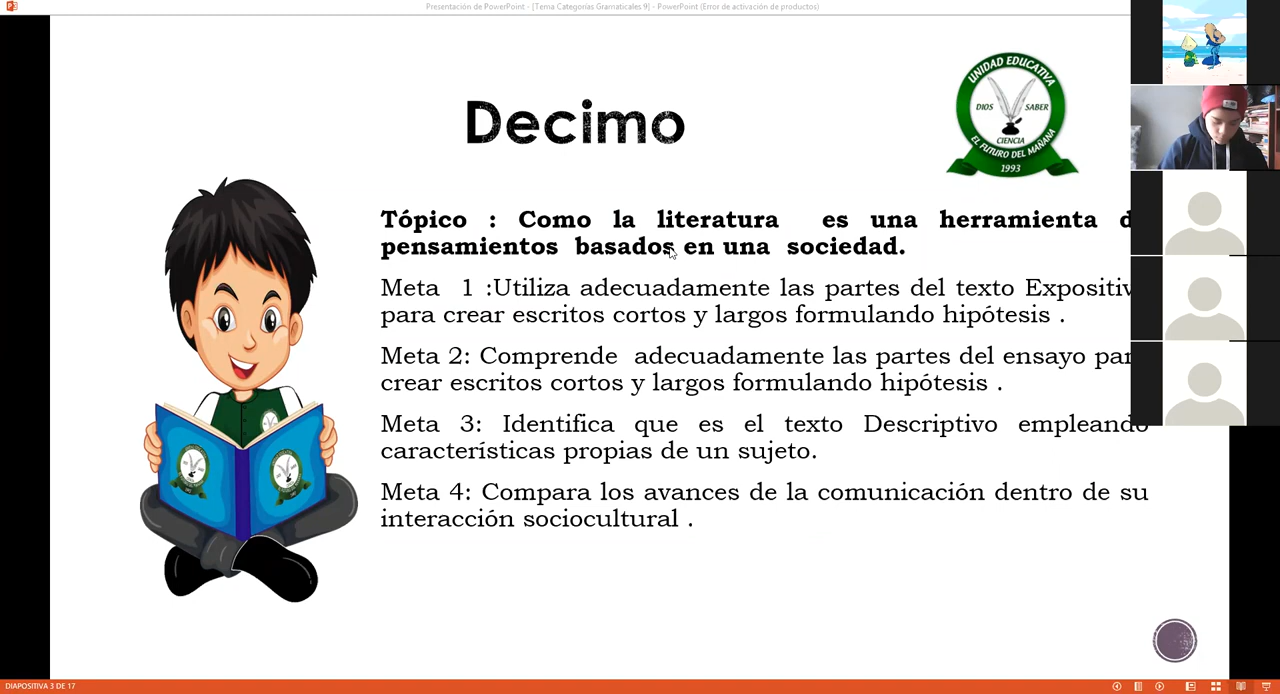 Presentación de PowerPoint - [Tema Categorías Gramaticales 9] - PowerPoint (Error de activación de productos)
Decimo
UNIDAD EDUCATIVA
DIOS SABER
CIENCIA
EL FUTURO DEL MAÑANA
1993
Tópico : Como la literatura es una herramienta d
pensamientos basados en una sociedad.
Meta 1 :Utiliza adecuadamente las partes del texto Expositiv
para crear escritos cortos y largos formulando hipótesis .
Meta 2: Comprende adecuadamente las partes del ensayo par
crear escritos cortos y largos formulando hipótesis .
Meta 3: Identifica que es el texto Descriptivo empleando
características propias de un sujeto.
Meta 4: Compara los avances de la comunicación dentro de su
interacción sociocultural .
DIAPOSITIVA 3 DE 17